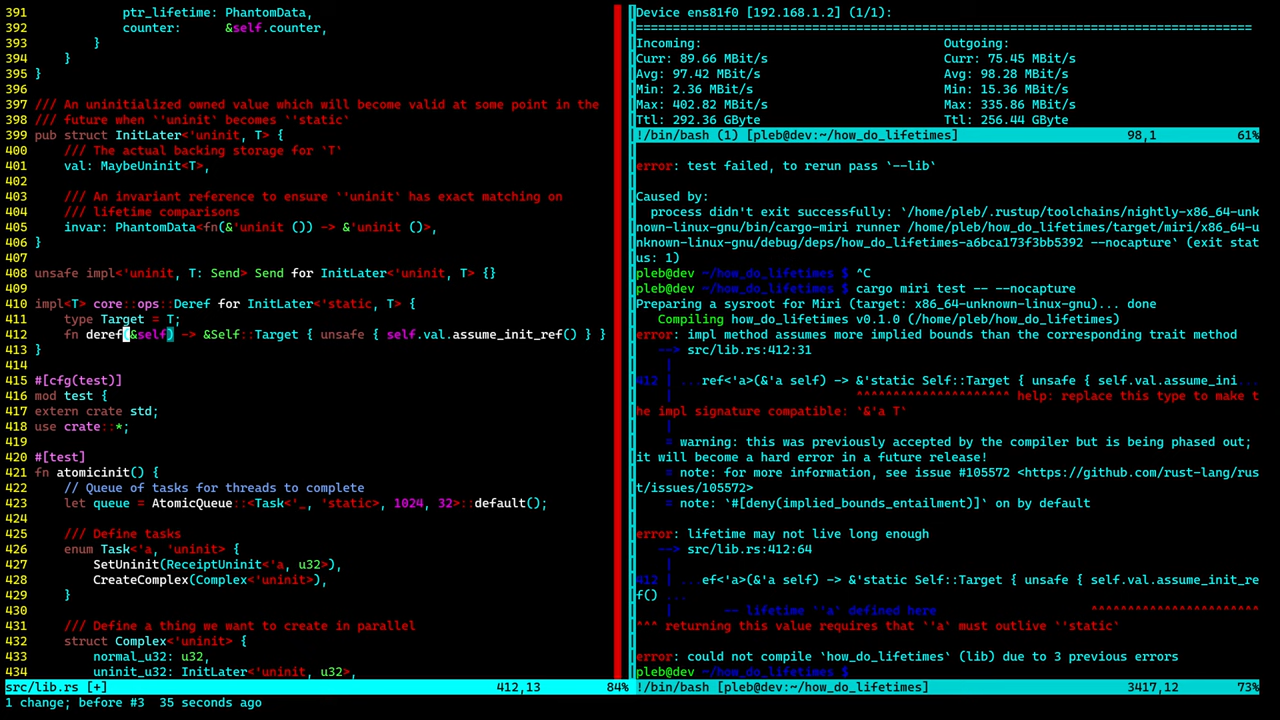 391             ptr_lifetime: PhantomData,
392             counter:      &self.counter,
393         }
394     }
395 }
396
397 /// An uninitialized owned value which will become valid at some point in the
398 /// future when `'uninit` becomes `'static`
399 pub struct InitLater<'uninit, T> {
400     /// The actual backing storage for `T`
401     val: MaybeUninit<T>,
402
403     /// An invariant reference to ensure `'uninit` has exact matching on
404     /// lifetime comparisons
405     invar: PhantomData<fn(&'uninit ()) -> &'uninit ()>,
406 }
407
408 unsafe impl<'uninit, T: Send> Send for InitLater<'uninit, T> {}
409
410 impl<T> core::ops::Deref for InitLater<'static, T> {
411     type Target = T;
412     fn deref(&self) -> &Self::Target { unsafe { self.val.assume_init_ref() } }
413 }
414
415 #[cfg(test)]
416 mod test {
417 extern crate std;
418 use crate::*;
419
420 #[test]
421 fn atomicinit() {
422     // Queue of tasks for threads to complete
423     let queue = AtomicQueue::<Task<'_, 'static>, 1024, 32>::default();
424
425     /// Define tasks
426     enum Task<'a, 'uninit> {
427         SetUninit(ReceiptUninit<'a, u32>),
428         CreateComplex(Complex<'uninit>),
429     }
430
431     /// Define a thing we want to create in parallel
432     struct Complex<'uninit> {
433         normal_u32: u32,
434         uninit_u32: InitLater<'uninit, u32>,
src/lib.rs [+]                                                 412,13          84%
1 change; before #3  35 seconds ago
Device ens81f0 [192.168.1.2] (1/1):
================================================================================
Incoming:                               Outgoing:
Curr: 89.66 MBit/s                      Curr: 75.45 MBit/s
Avg: 97.42 MBit/s                       Avg: 98.28 MBit/s
Min: 2.36 MBit/s                        Min: 15.36 MBit/s
Max: 402.82 MBit/s                      Max: 335.86 MBit/s
Ttl: 292.36 GByte                       Ttl: 256.44 GByte
!/bin/bash (1) [pleb@dev:~/how_do_lifetimes]                      98,1           61%
error: test failed, to rerun pass `--lib`

Caused by:
  process didn't exit successfully: `/home/pleb/.rustup/toolchains/nightly-x86_64-unk
nown-linux-gnu/bin/cargo-miri runner /home/pleb/how_do_lifetimes/target/miri/x86_64-u
nknown-linux-gnu/debug/deps/how_do_lifetimes-a6bca173f3bb5392 --nocapture` (exit stat
us: 1)
pleb@dev ~/how_do_lifetimes $ ^C
pleb@dev ~/how_do_lifetimes $ cargo miri test -- --nocapture
Preparing a sysroot for Miri (target: x86_64-unknown-linux-gnu)... done
   Compiling how_do_lifetimes v0.1.0 (/home/pleb/how_do_lifetimes)
error: impl method assumes more implied bounds than the corresponding trait method
   --> src/lib.rs:412:31
    |
412 | ...ref<'a>(&'a self) -> &'static Self::Target { unsafe { self.val.assume_ini...
    |                         ^^^^^^^^^^^^^^^^^^^^^ help: replace this type to make t
he impl signature compatible: `&'a T`
    |
    = warning: this was previously accepted by the compiler but is being phased out;
it will become a hard error in a future release!
    = note: for more information, see issue #105572 <https://github.com/rust-lang/rus
t/issues/105572>
    = note: `#[deny(implied_bounds_entailment)]` on by default

error: lifetime may not live long enough
   --> src/lib.rs:412:64
    |
412 | ...ef<'a>(&'a self) -> &'static Self::Target { unsafe { self.val.assume_init_re
f() ...
    |       -- lifetime `'a` defined here                     ^^^^^^^^^^^^^^^^^^^^^^^
^^^ returning this value requires that `'a` must outlive `'static`

error: could not compile `how_do_lifetimes` (lib) due to 3 previous errors
pleb@dev ~/how_do_lifetimes $
!/bin/bash [pleb@dev:~/how_do_lifetimes]                          3417,12        73%